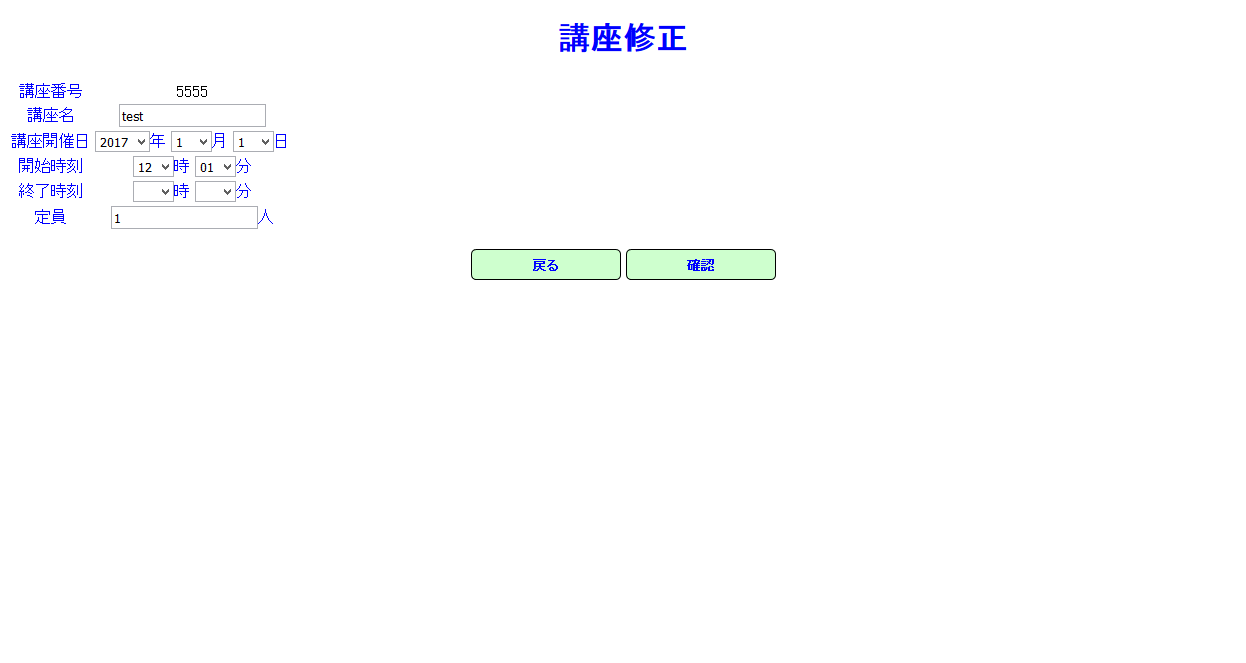 講座修正
講座番号 5555
講座名 test
講座開催日 2017 年 1 月 1 日
開始時刻 12 時 01 分
終了時刻 時 分
定員 1 人
戻る 確認